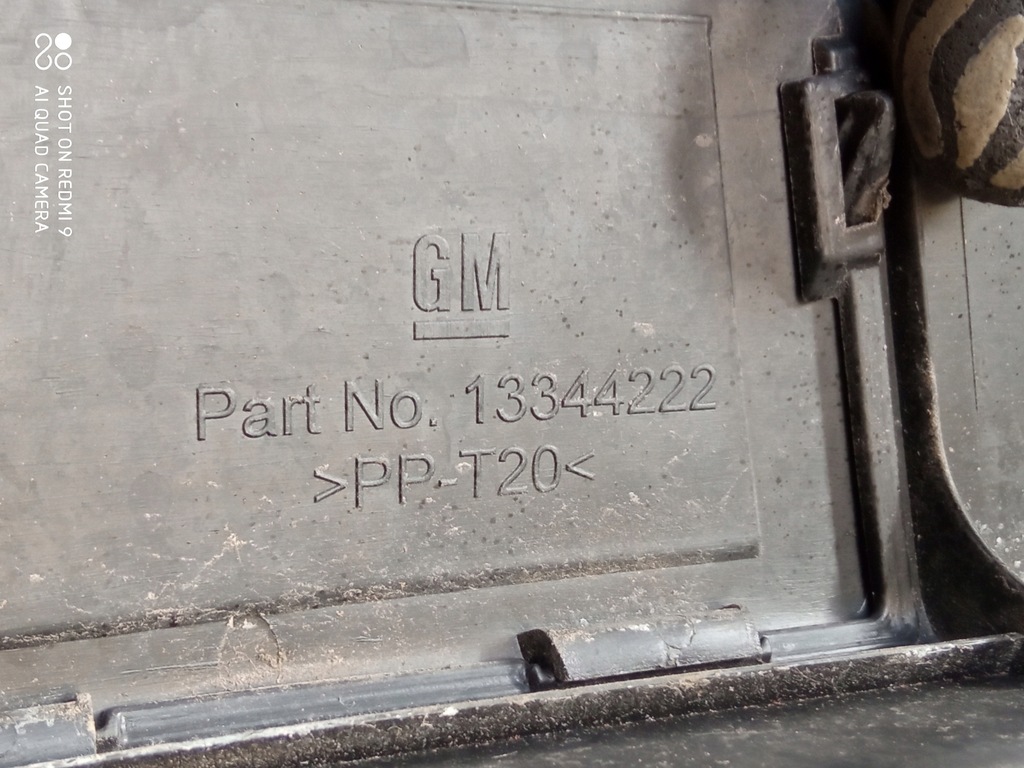 GM
Part No. 13344222
>PP-T20<
SHOT ON REDMI 9
AI QUAD CAMERA